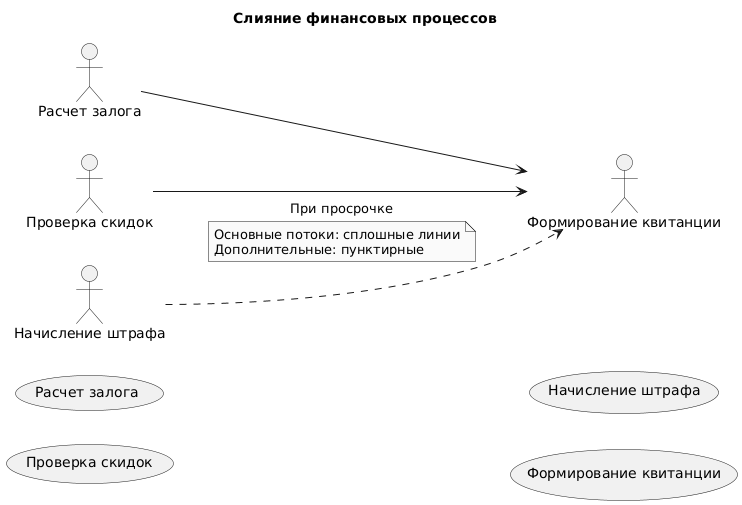 Слияние финансовых процессов
Расчет залога
Проверка скидок
Формирование квитанции
При просрочке
Основные потоки: сплошные линии
Дополнительные: пунктирные
Начисление штрафа
Расчет залога
Начисление штрафа
Проверка скидок
Формирование квитанции